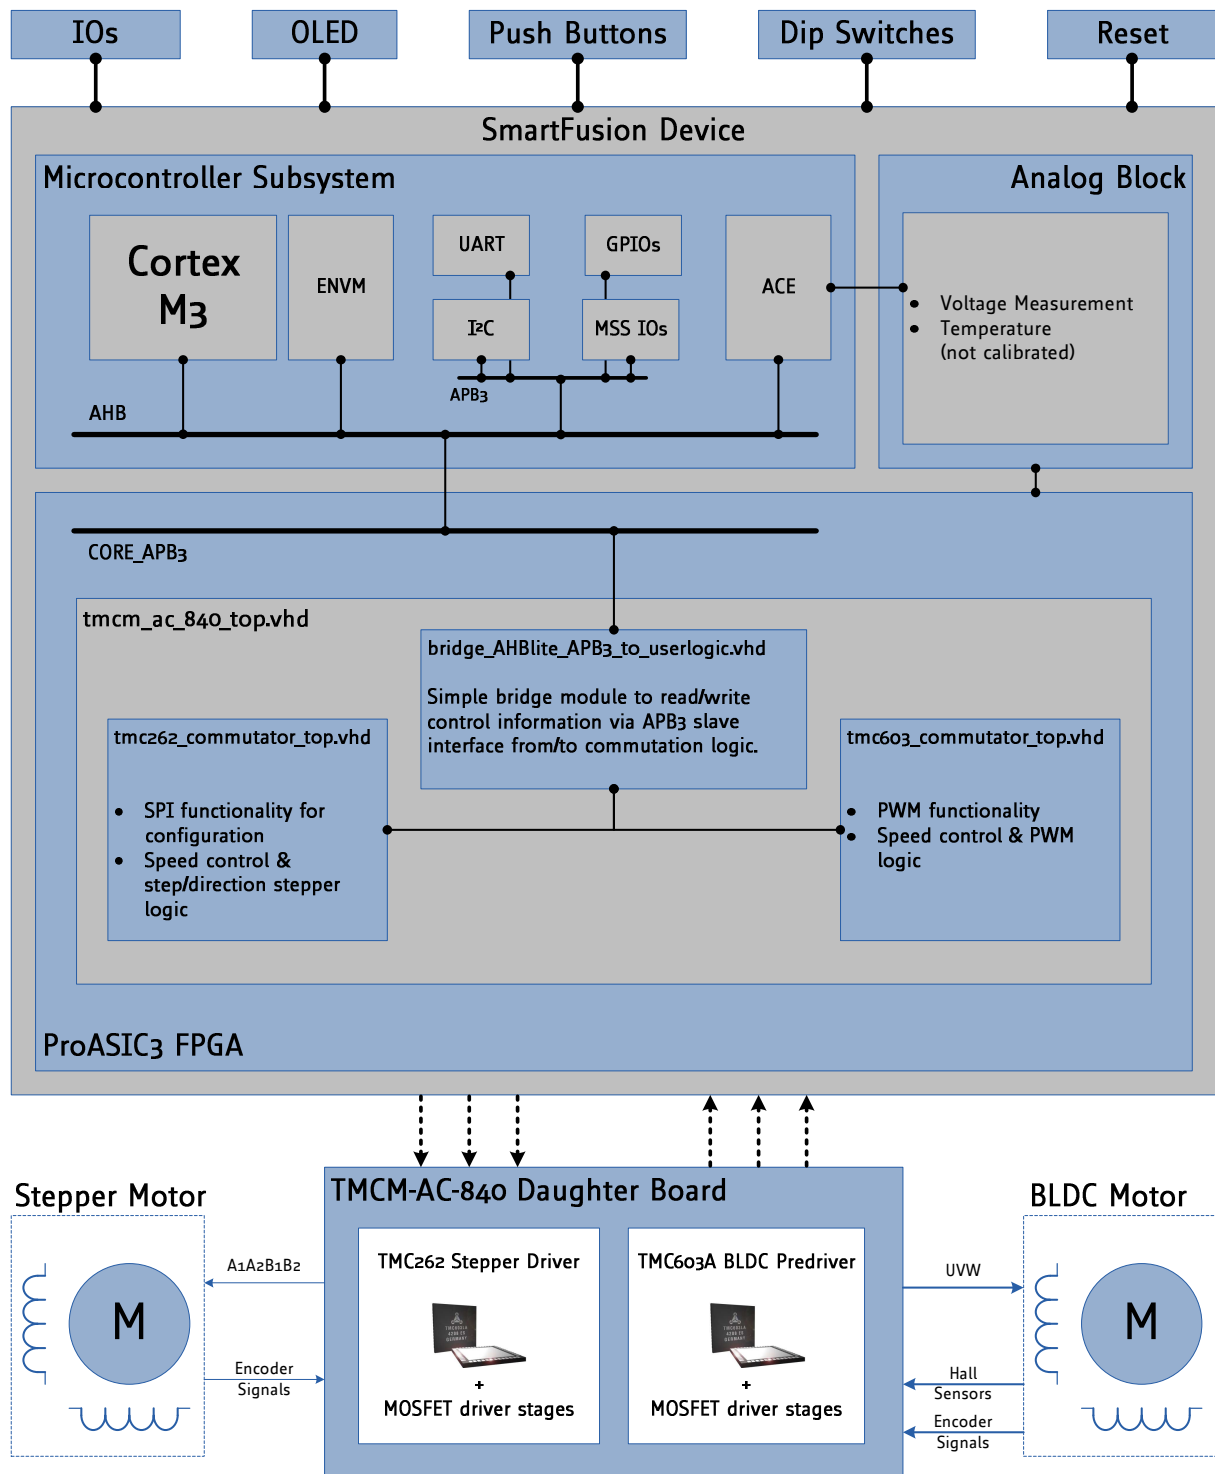 IOs
OLED
Push Buttons
Dip Switches
Reset
SmartFusion Device
Microcontroller Subsystem
Analog Block
Cortex
M3
ENVM
UART
GPIOs
ACE
I²C
MSS IOs
• Voltage Measurement
• Temperature
(not calibrated)
APB3
AHB
CORE_APB3
tmcm_ac_840_top.vhd
bridge_AHBlite_APB3_to_userlogic.vhd
Simple bridge module to read/write
control information via APB3 slave
interface from/to commutation logic.
tmc262_commutator_top.vhd
• SPI functionality for
configuration
• Speed control &
step/direction stepper
logic
tmc603_commutator_top.vhd
• PWM functionality
• Speed control & PWM
logic
ProASIC3 FPGA
TMCM-AC-840 Daughter Board
Stepper Motor
BLDC Motor
A1A2B1B2
TMC262 Stepper Driver
TMC603A BLDC Predriver
UVW
M
M
Encoder
Signals
+
MOSFET driver stages
+
MOSFET driver stages
Hall
Sensors
Encoder
Signals